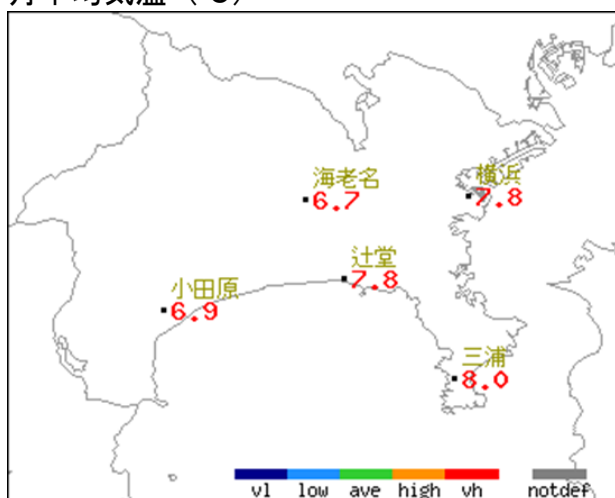 月平均気温 (℃)
海老名
6.7
横浜
7.8
辻堂
7.8
小田原
6.9
三浦
8.0
vl low ave high vh notdef